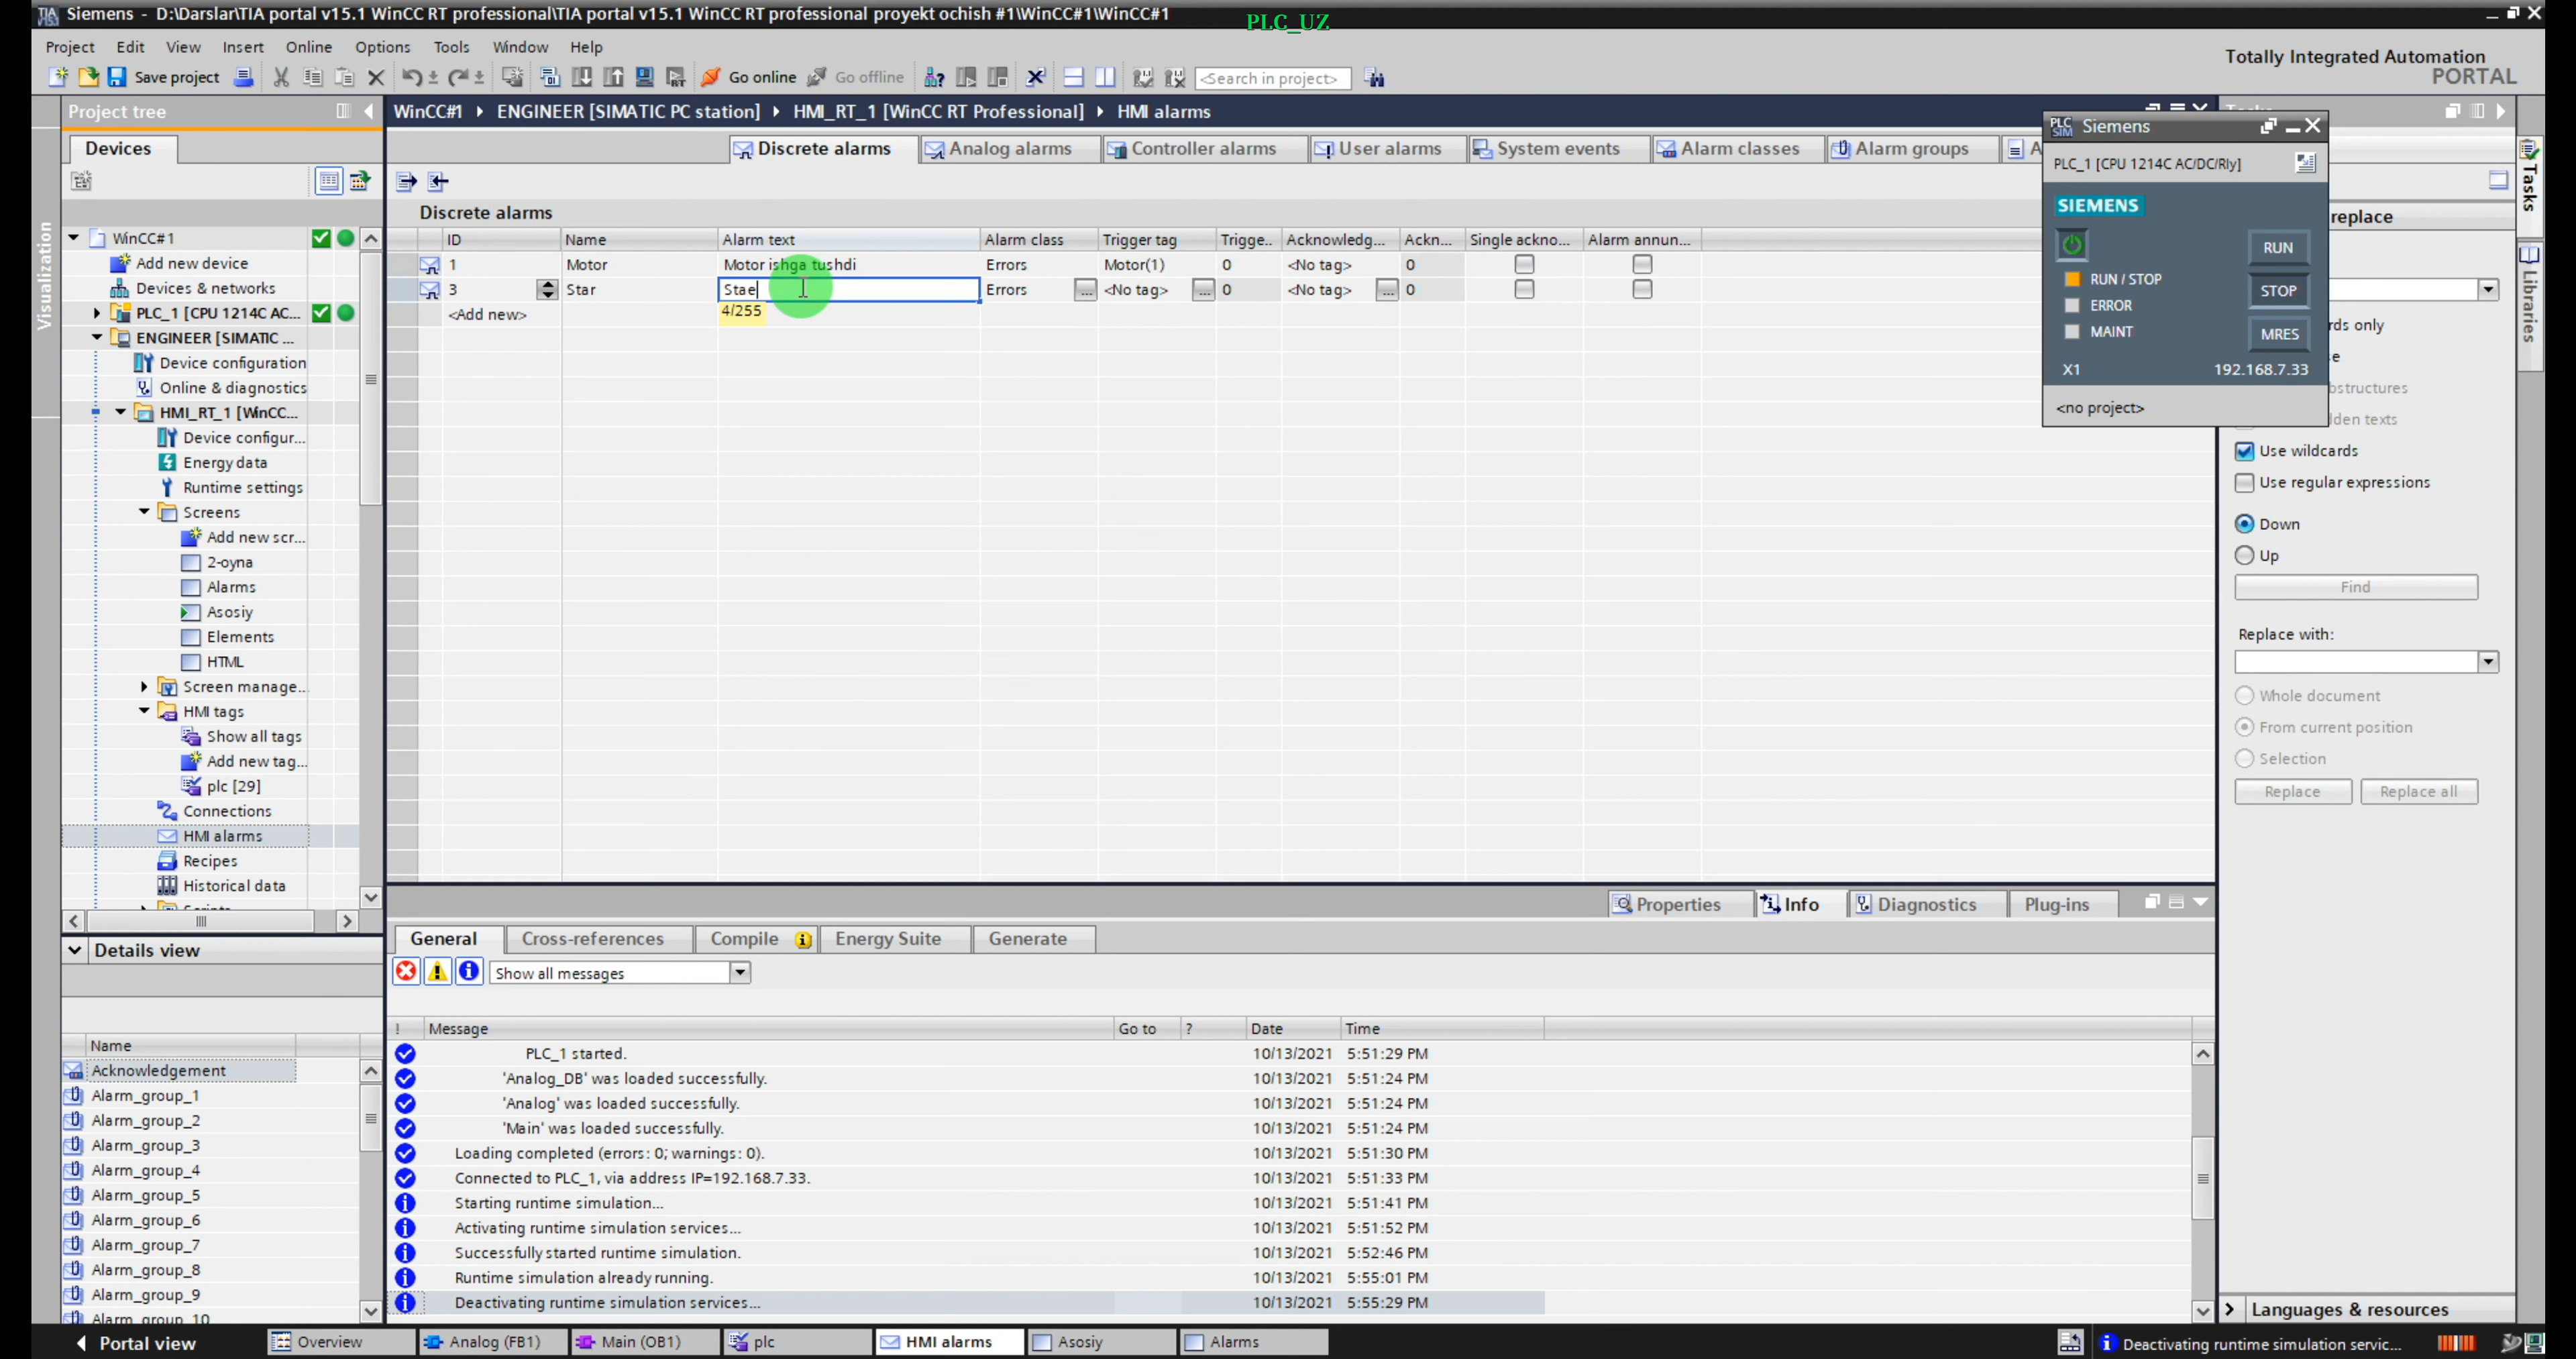 Siemens - D:\Darslar\TIA portal v15.1 WinCC RT professional\TIA portal v15.1 WinCC RT professional proyekt ochish #1\WinCC#1\WinCC#1
PLC_UZ
Project Edit View Insert Online Options Tools Window Help
Totally Integrated Automation
PORTAL
Save project Go online Go offline <Search in project>
Project tree
WinCC#1 ENGINEER [SIMATIC PC station] HMI_RT_1 [WinCC RT Professional] HMI alarms
Devices
Discrete alarms Analog alarms Controller alarms User alarms System events Alarm classes Alarm groups A
Discrete alarms
ID Name Alarm text Alarm class Trigger tag Trigge.. Acknowledg... Ackn... Single ackno... Alarm annun...
1 Motor Motor ishga tushdi Errors Motor(1) 0 <No tag> 0
3 Star Stae Errors ... <No tag> ... 0 <No tag> ... 0
<Add new> 4/255
Visualization
WinCC#1
Add new device
Devices & networks
PLC_1 [CPU 1214C AC...
ENGINEER [SIMATIC ...
Device configuration
Online & diagnostics
HMI_RT_1 [WinCC...
Device configur...
Energy data
Runtime settings
Screens
Add new scr...
2-oyna
Alarms
Asosiy
Elements
HTML
Screen manage..
HMI tags
Show all tags
Add new tag...
plc [29]
Connections
HMI alarms
Recipes
Historical data
PLC SIM Siemens
PLC_1 [CPU 1214C AC/DC/Rly]
SIEMENS
RUN
RUN / STOP
STOP
ERROR
MAINT
MRES
X1 192.168.7.33
<no project>
Tasks
Libraries
replace
rds only
e
bstructures
dden texts
Use wildcards
Use regular expressions
Down
Up
Find
Replace with:
Whole document
From current position
Selection
Replace Replace all
Languages & resources
Details view
Name
Acknowledgement
Alarm_group_1
Alarm_group_2
Alarm_group_3
Alarm_group_4
Alarm_group_5
Alarm_group_6
Alarm_group_7
Alarm_group_8
Alarm_group_9
Alarm_group_10
Properties Info Diagnostics Plug-ins
General Cross-references Compile Energy Suite Generate
Show all messages
! Message Go to ? Date Time
PLC_1 started. 10/13/2021 5:51:29 PM
'Analog_DB' was loaded successfully. 10/13/2021 5:51:24 PM
'Analog' was loaded successfully. 10/13/2021 5:51:24 PM
'Main' was loaded successfully. 10/13/2021 5:51:24 PM
Loading completed (errors: 0; warnings: 0). 10/13/2021 5:51:30 PM
Connected to PLC_1, via address IP=192.168.7.33. 10/13/2021 5:51:33 PM
Starting runtime simulation... 10/13/2021 5:51:41 PM
Activating runtime simulation services... 10/13/2021 5:51:52 PM
Successfully started runtime simulation. 10/13/2021 5:52:46 PM
Runtime simulation already running. 10/13/2021 5:55:01 PM
Deactivating runtime simulation services... 10/13/2021 5:55:29 PM
Portal view Overview Analog (FB1) Main (OB1) plc HMI alarms Asosiy Alarms Deactivating runtime simulation servic...